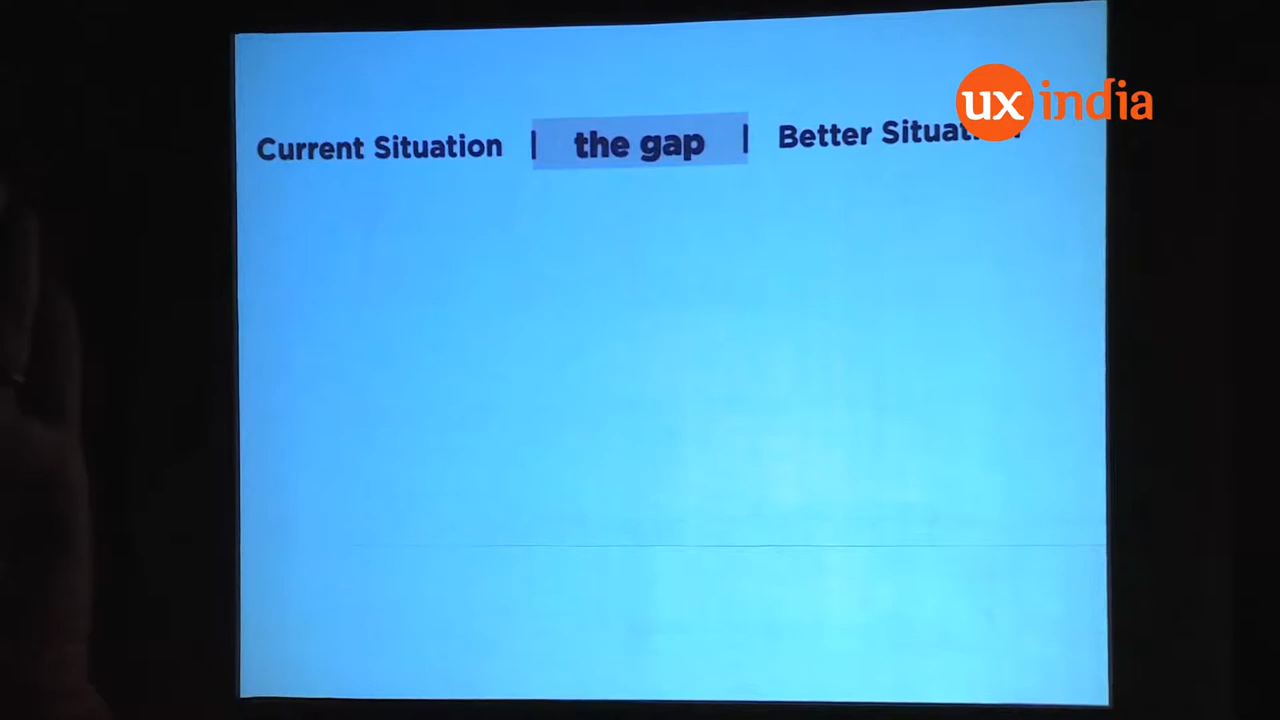 ux india
Current Situation | the gap | Better